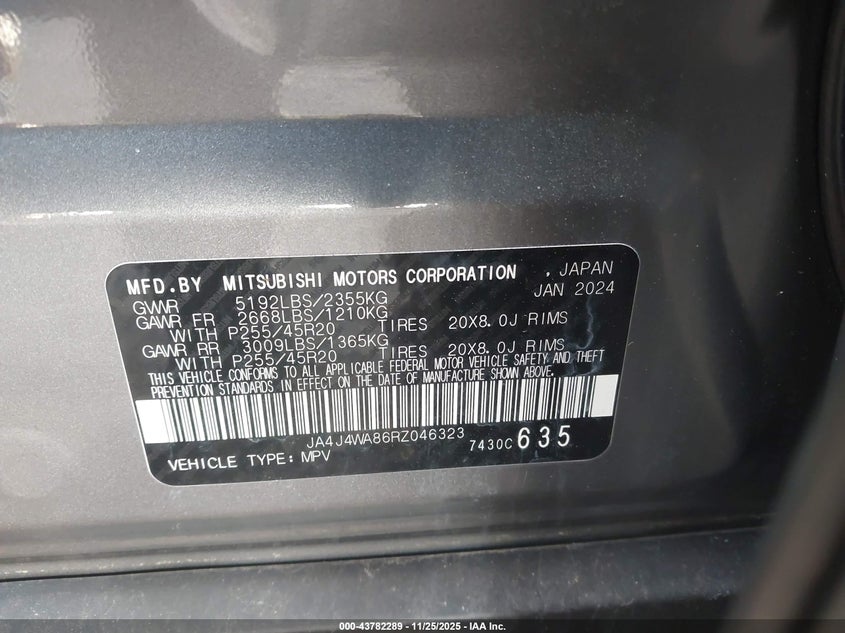 MFD.BY MITSUBISHI MOTORS CORPORATION , JAPAN
GVWR 5192LBS/2355KG JAN 2024
GAWR FR 2668LBS/1210KG
WITH P255/45R20 TIRES 20X8.0J RIMS
GAWR RR 3009LBS/1365KG
WITH P255/45R20 TIRES 20X8.0J RIMS
THIS VEHICLE CONFORMS TO ALL APPLICABLE FEDERAL MOTOR VEHICLE SAFETY AND THEFT
PREVENTION STANDARDS IN EFFECT ON THE DATE OF MANUFACTURE SHOWN ABOVE.
JA4J4WA86RZ046323 7430C 635
VEHICLE TYPE: MPV
000-43782289 - 11/25/2025 - IAA Inc.